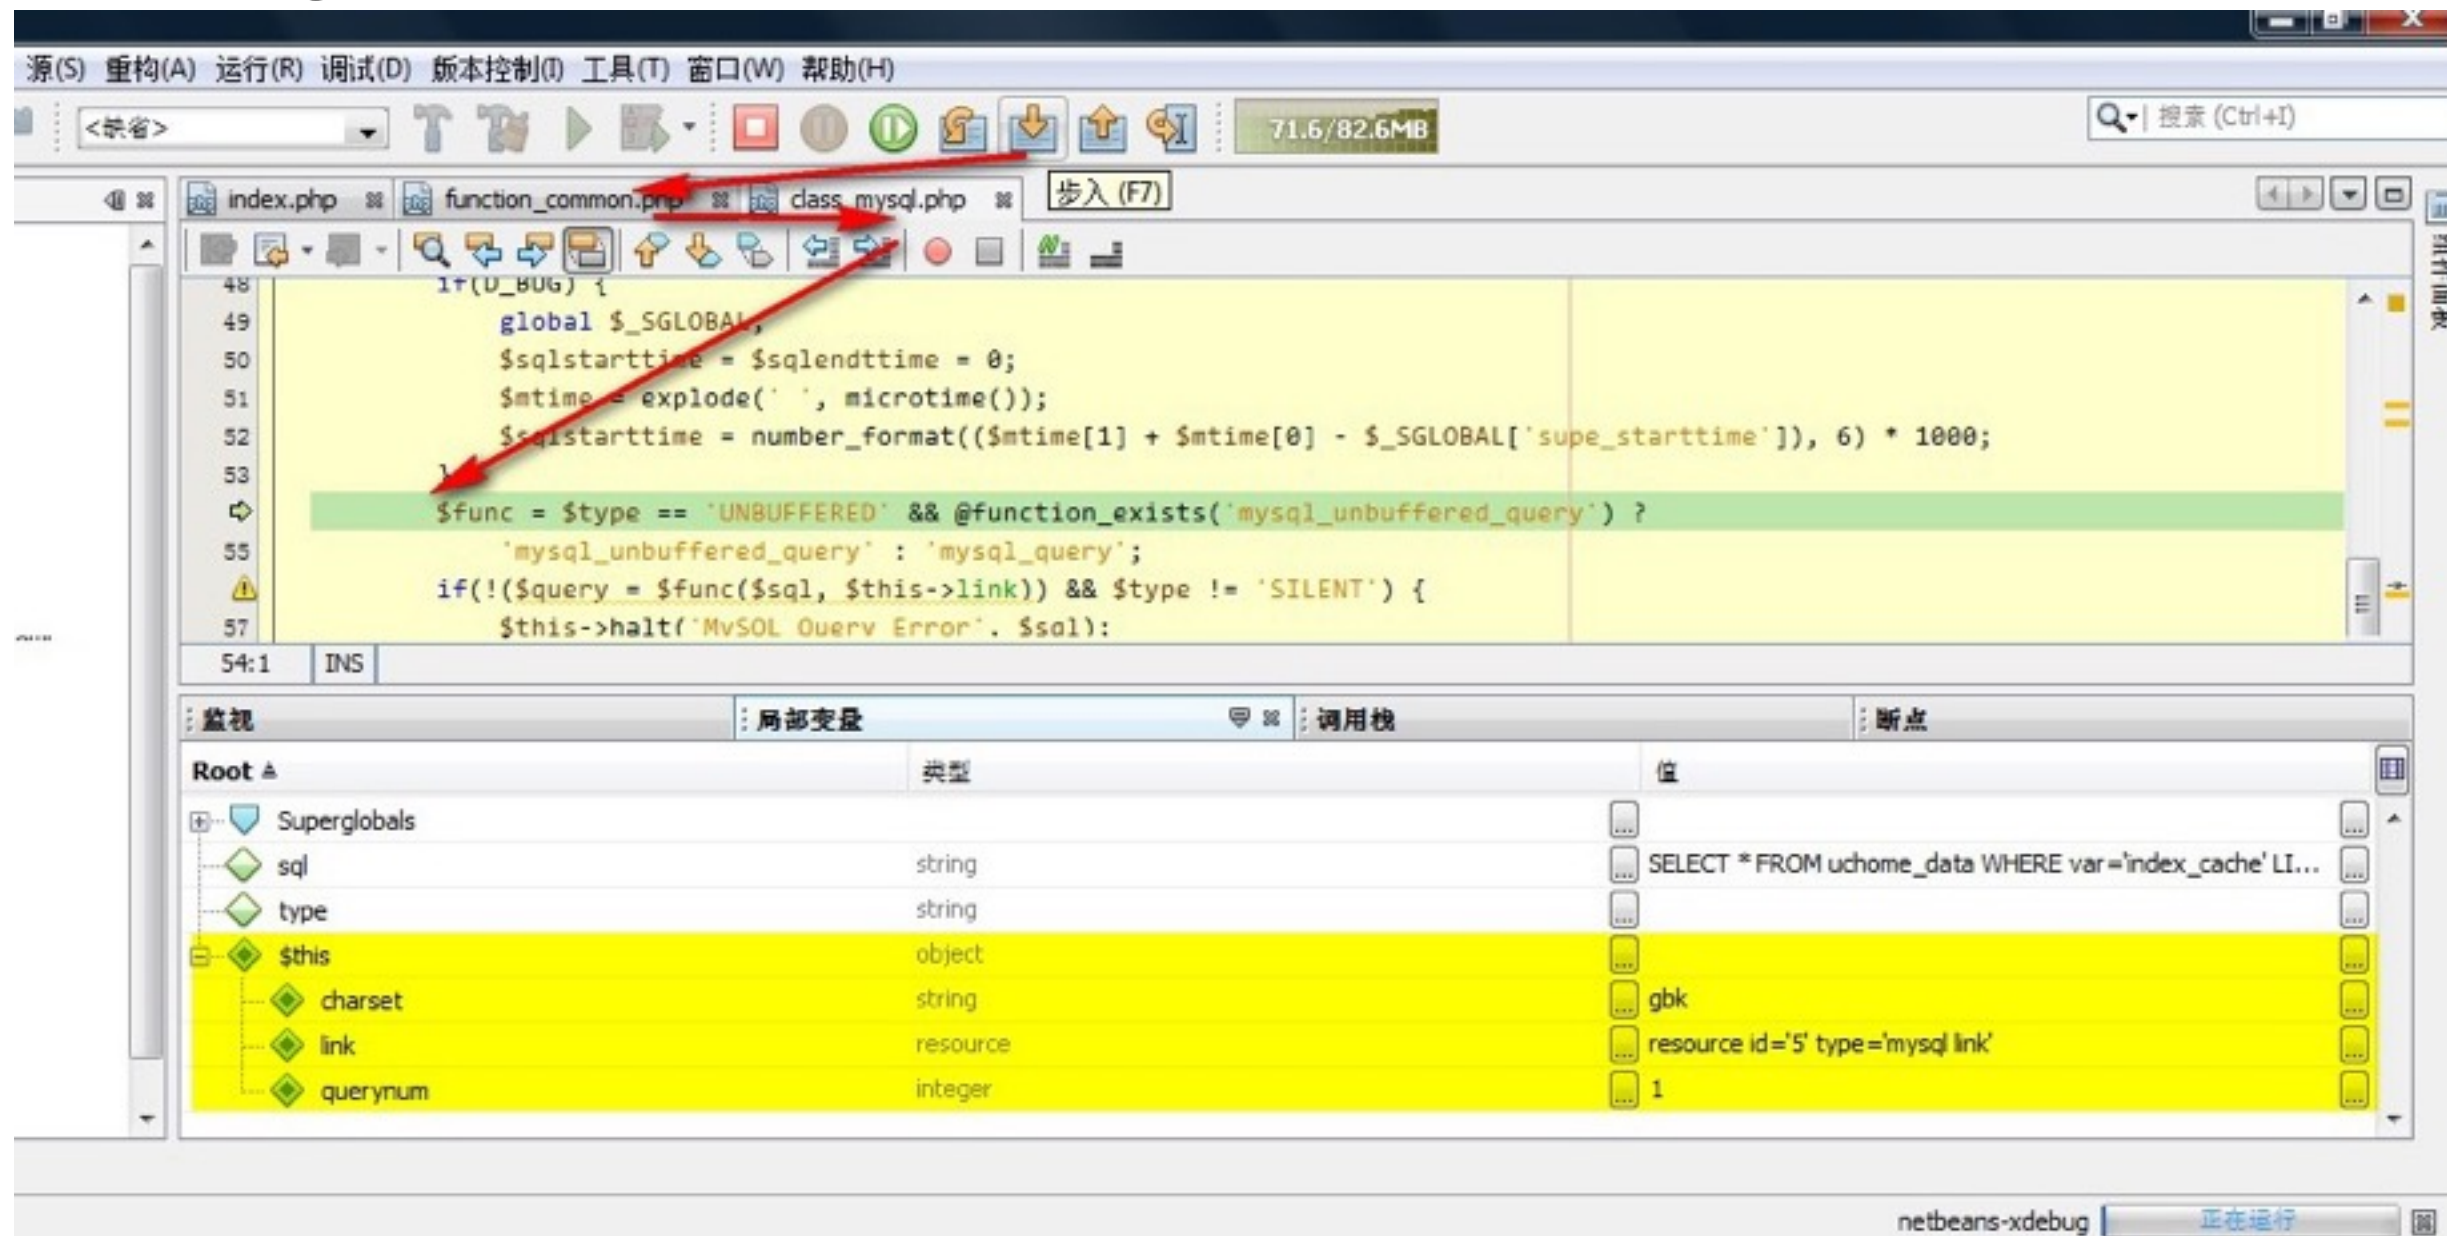 源(S) 重构(A) 运行(R) 调试(D) 版本控制(I) 工具(T) 窗口(W) 帮助(H)
<缺省>
71.6/82.6MB
搜索 (Ctrl+I)
index.php
function_common.php
class_mysql.php
步入 (F7)
48 if(D_BUG) {
49 global $_SGLOBAL;
50 $sqlstarttime = $sqlendttime = 0;
51 $mtime = explode(' ', microtime());
52 $sqlstarttime = number_format(($mtime[1] + $mtime[0] - $_SGLOBAL['supe_starttime']), 6) * 1000;
53 }
$func = $type == 'UNBUFFERED' && @function_exists('mysql_unbuffered_query') ?
55 'mysql_unbuffered_query' : 'mysql_query';
if(!($query = $func($sql, $this->link)) && $type != 'SILENT') {
57 $this->halt('MySQL Query Error', $sql);
54:1 INS
监视 局部变量 调用栈 断点
Root 类型 值
Superglobals
sql string SELECT * FROM uchome_data WHERE var='index_cache' LI...
type string
$this object
charset string gbk
link resource resource id='5' type='mysql link'
querynum integer 1
netbeans-xdebug 正在运行